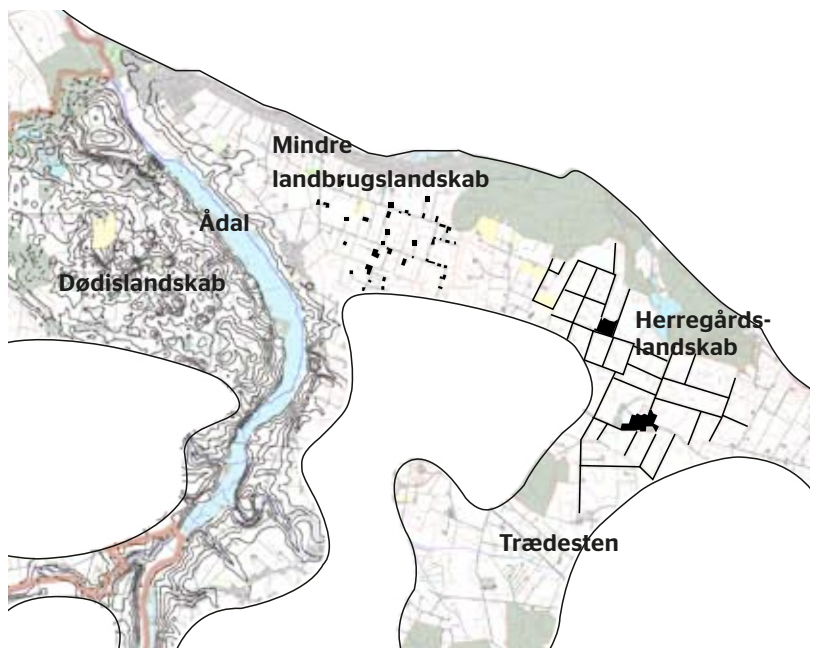 Mindre
landbrugslandskab
Ådal
Dødislandskab
Herregårds-
landskab
Trædesten